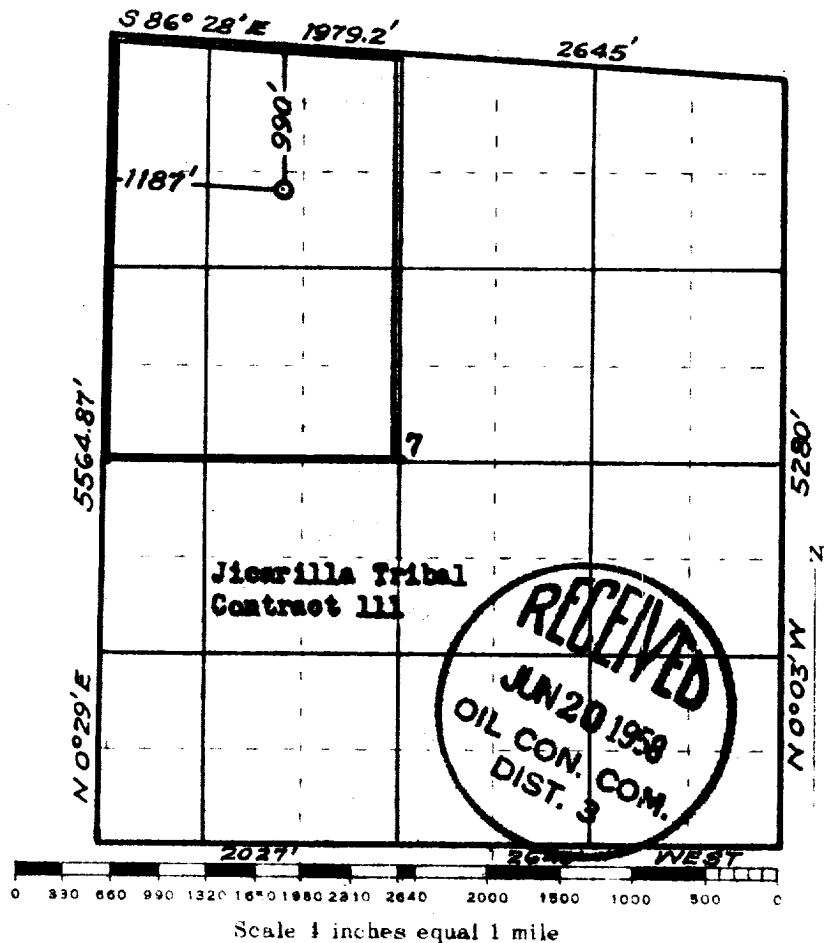 S 86° 28' E 1979.2' 2645'
990'
1187'
5564.87'
7
5280'
Jicarilla Tribal
Contract 111
RECEIVED
JUN 20 1958
OIL CON. COM.
DIST. 3
N 0°29' E
N 0°03' W
N
2027' WEST
0 330 660 990 1320 1650 1980 2310 2640 2000 1500 1000 500 0
Scale 4 inches equal 1 mile